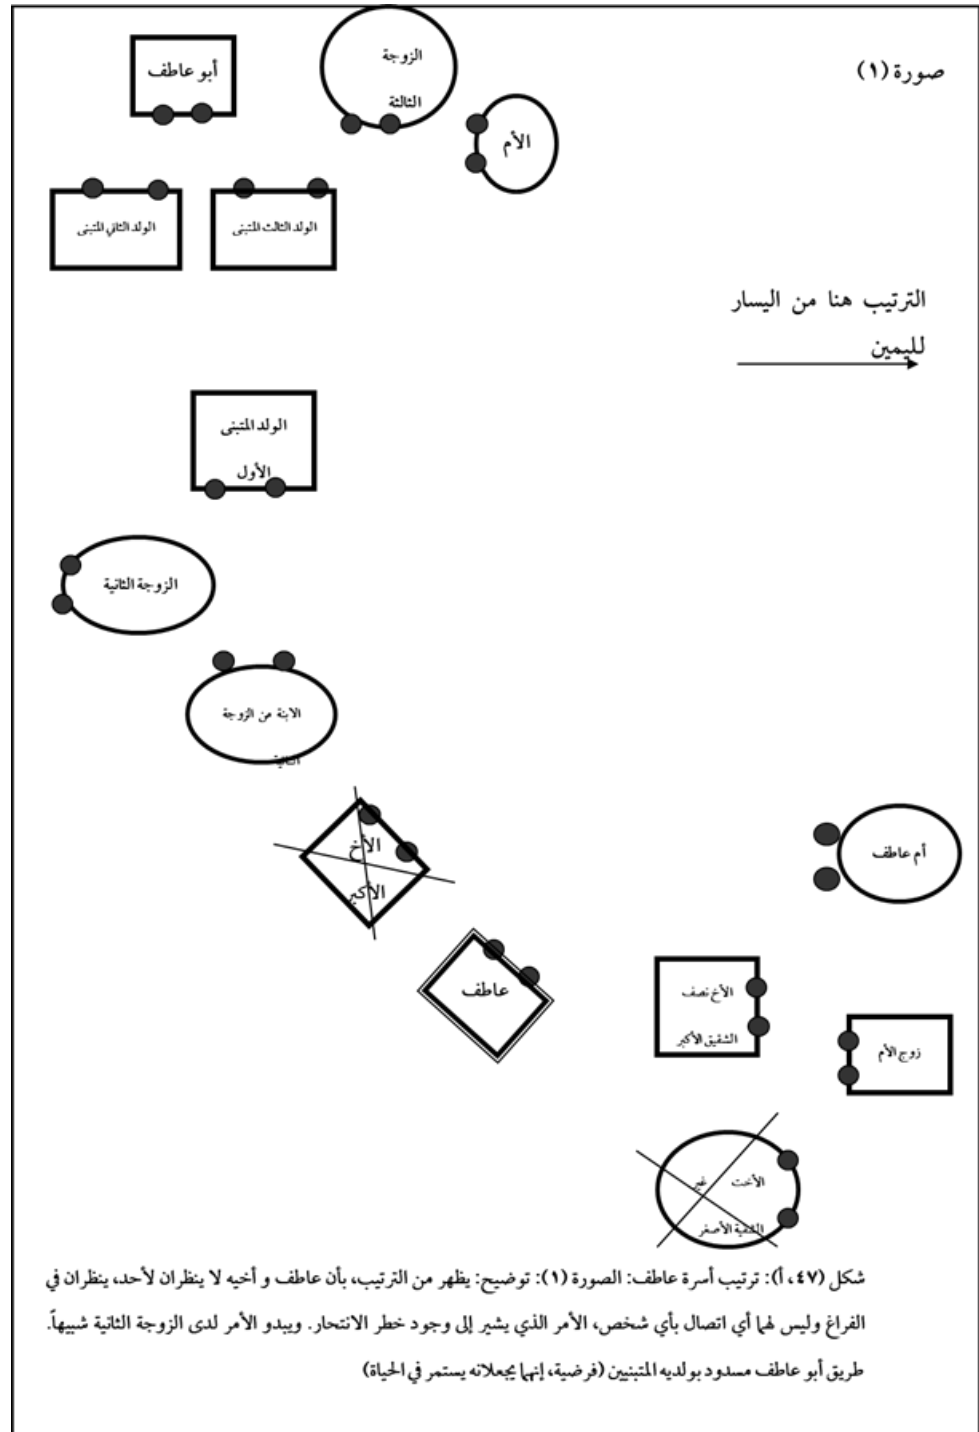 صورة (١)
أبو عاطف
الزوجة
الثالثة
الأم
الولد الثاني المتبنى
الولد الثالث المتبنى
الترتيب هنا من اليسار
لليمين
الولد المتبنى
الأول
الزوجة الثانية
الابنة من الزوجة
الثانية
الأخ
الأكبر
أم عاطف
عاطف
الأخ نصف
الشقيق الأكبر
زوج الأم
الأخت غير
الأصغر
شكل (٤٧، أ): ترتيب أسرة عاطف: الصورة (١): توضيح: يظهر من الترتيب، بأن عاطف و أخيه لا ينظران لأحد، ينظران في
الفراغ وليس لهما أي اتصال بأي شخص، الأمر الذي يشير إلى وجود خطر الانتحار. ويبدو الأمر لدى الزوجة الثانية شبيهاً.
طريق أبو عاطف مسدود بولديه المتبنيين (فرضية، إنهما يجعلانه يستمر في الحياة)